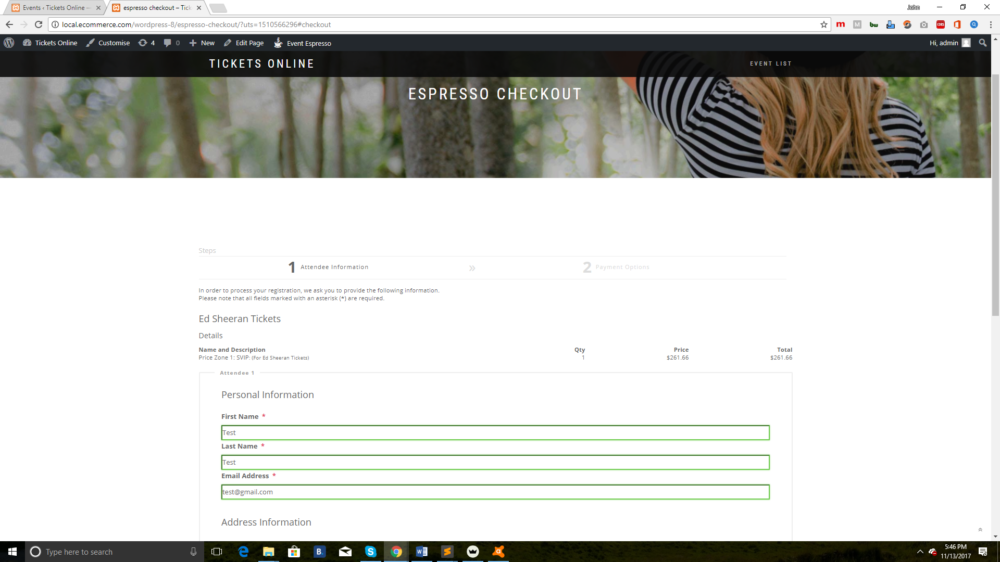 Events ‹ Tickets Online —
espresso checkout – Tick
John
local.ecommerce.com/wordpress-8/espresso-checkout/?uts=1510566296#checkout
m
M
bw
CORS
Tickets Online
Customise
4
0
New
Edit Page
Event Espresso
Hi, admin
TICKETS ONLINE
EVENT LIST
ESPRESSO CHECKOUT
Steps
1 Attendee Information
»
2 Payment Options
In order to process your registration, we ask you to provide the following information.
Please note that all fields marked with an asterisk (*) are required.
Ed Sheeran Tickets
Details
Name and Description Qty Price Total
Price Zone 1: SVIP: (For Ed Sheeran Tickets) 1 $261.66 $261.66
Attendee 1
Personal Information
First Name *
Test
Last Name *
Test
Email Address *
test@gmail.com
Address Information
Type here to search
B.
5:46 PM
11/13/2017